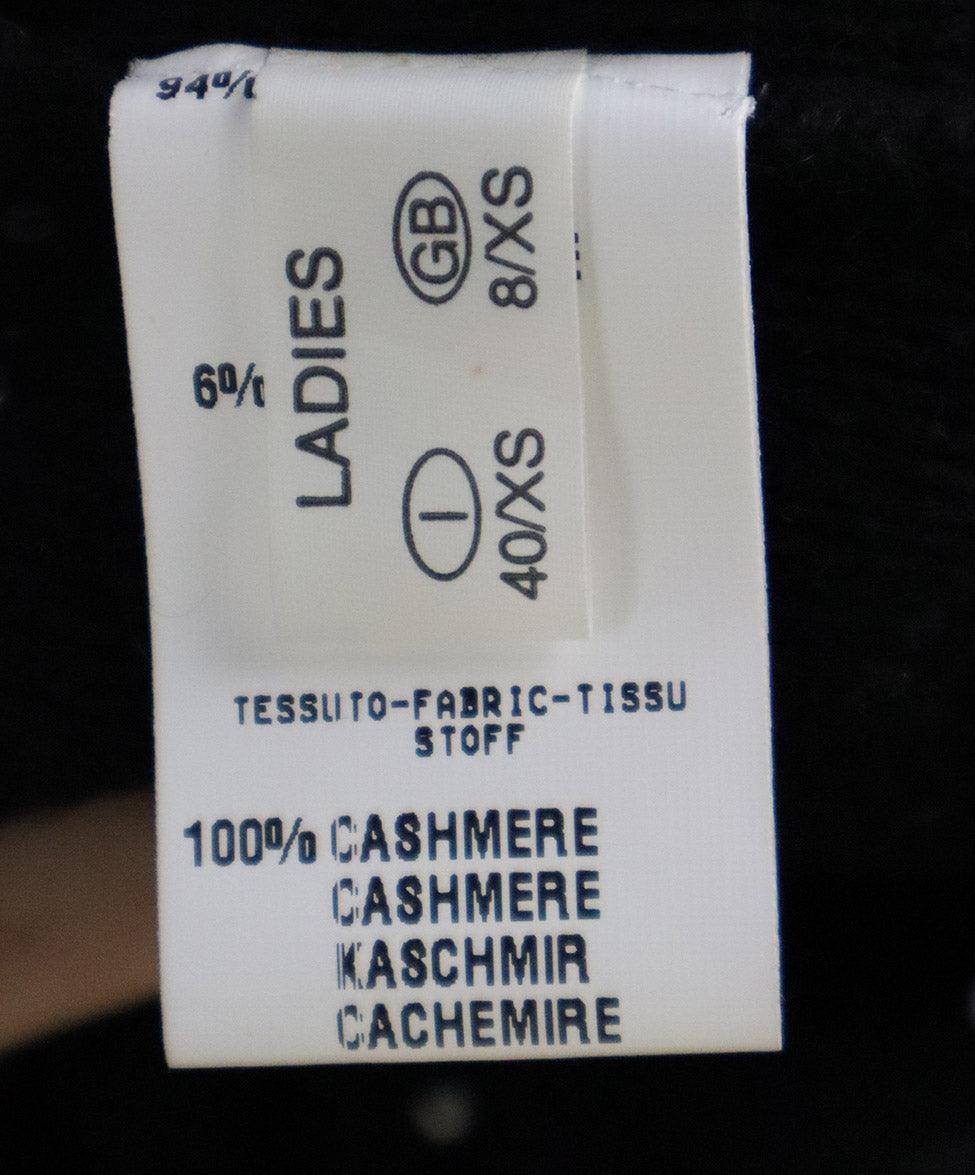 94%
6%
LADIES
GB
8/XS
I
40/XS
TESSUTO-FABRIC-TISSU
STOFF
100% CASHMERE
CASHMERE
KASCHMIR
CACHEMIRE